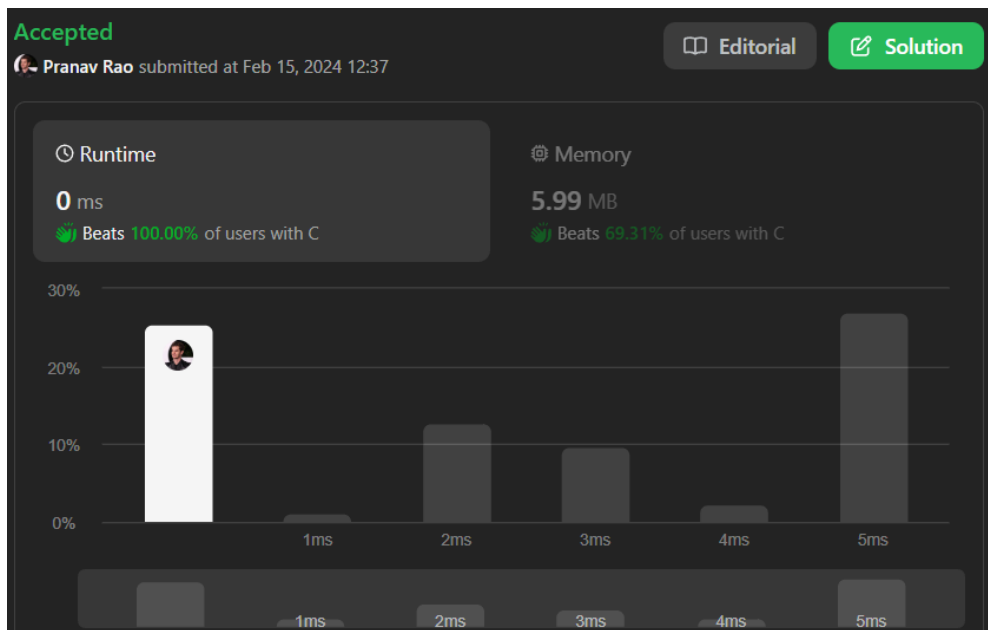 Accepted
Editorial
Solution
Pranav Rao submitted at Feb 15, 2024 12:37
Runtime
0 ms
Beats 100.00% of users with C
Memory
5.99 MB
Beats 69.31% of users with C
30%
20%
10%
0%
1ms 2ms 3ms 4ms 5ms
1ms 2ms 3ms 4ms 5ms